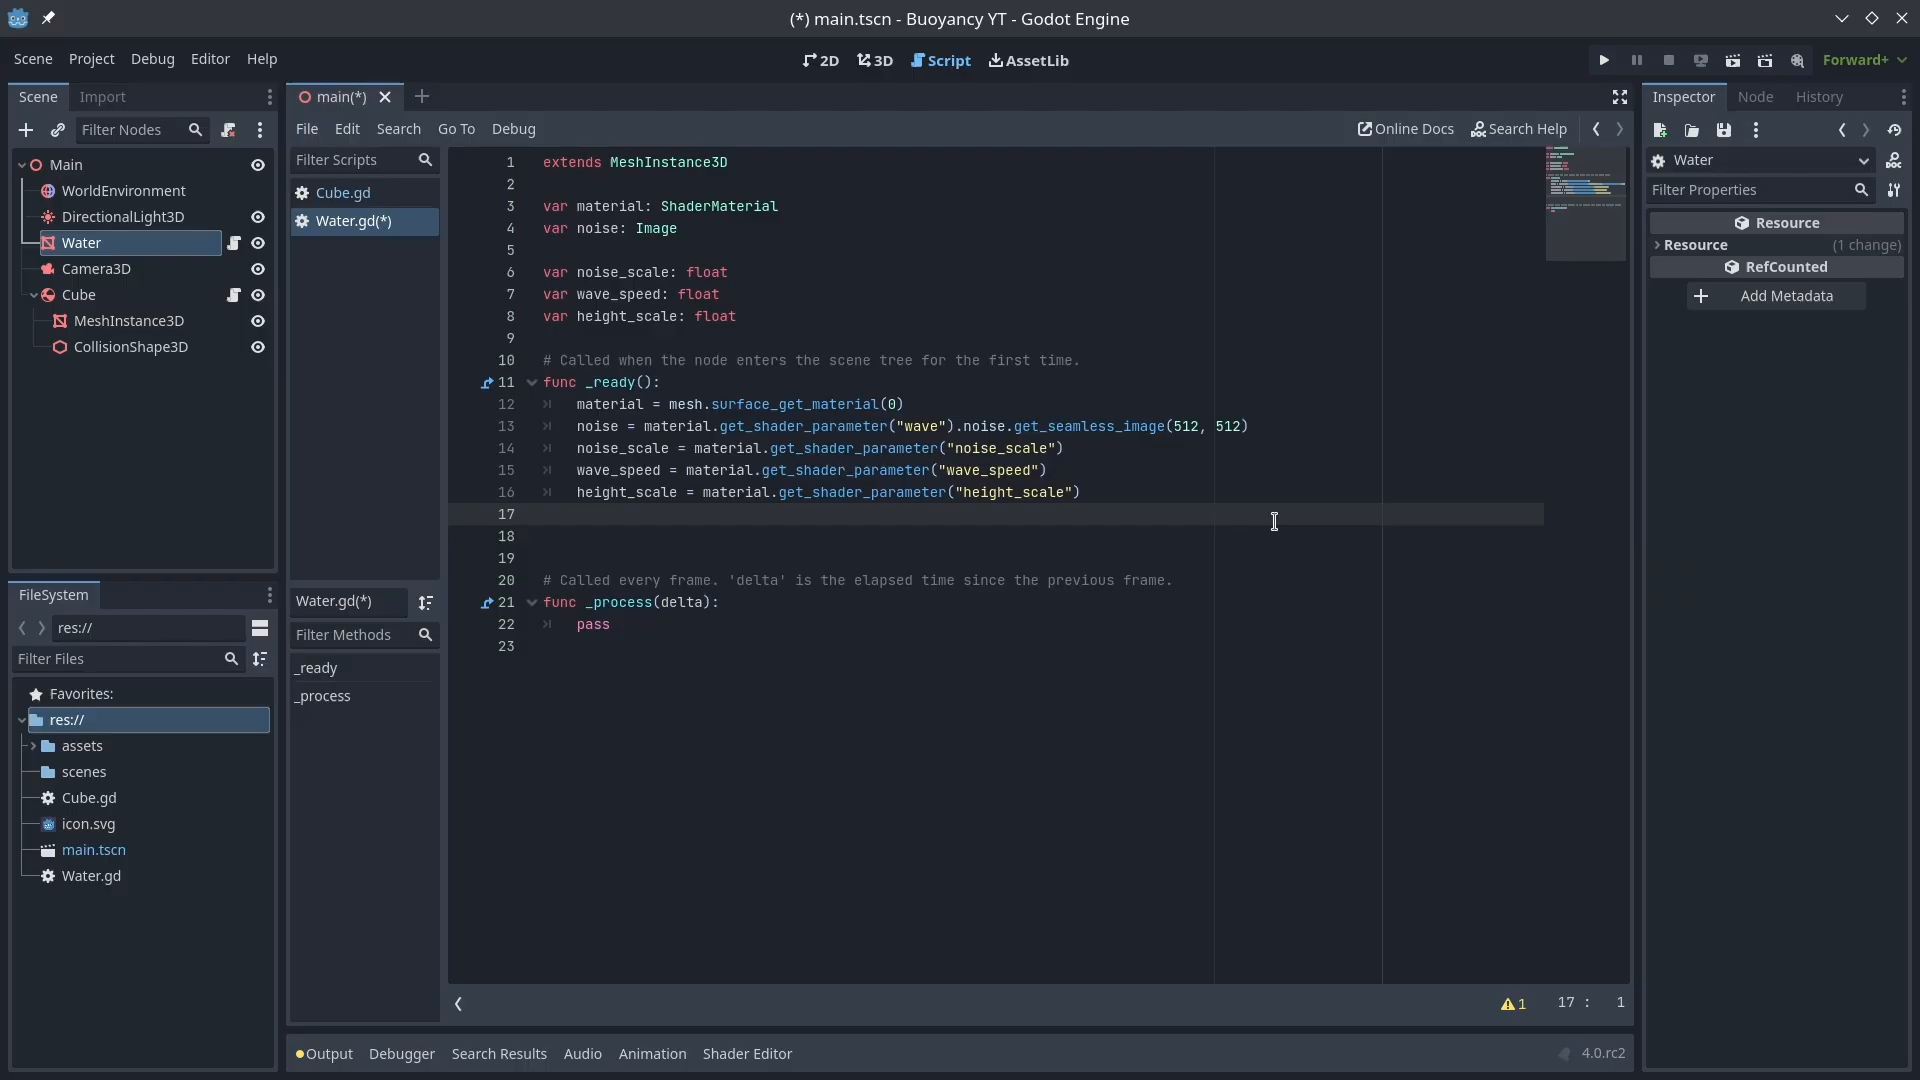 (*) main.tscn - Buoyancy YT - Godot Engine
Scene Project Debug Editor Help
2D 3D Script AssetLib
Forward+
Scene Import
Filter Nodes
Main
WorldEnvironment
DirectionalLight3D
Water
Camera3D
Cube
MeshInstance3D
CollisionShape3D
FileSystem
res://
Filter Files
Favorites:
res://
assets
scenes
Cube.gd
icon.svg
main.tscn
Water.gd
main(*)
File Edit Search Go To Debug
Online Docs Search Help
Filter Scripts
Cube.gd
Water.gd(*)
Water.gd(*)
Filter Methods
_ready
_process
1 extends MeshInstance3D
2
3 var material: ShaderMaterial
4 var noise: Image
5
6 var noise_scale: float
7 var wave_speed: float
8 var height_scale: float
9
10 # Called when the node enters the scene tree for the first time.
11 func _ready():
12 material = mesh.surface_get_material(0)
13 noise = material.get_shader_parameter("wave").noise.get_seamless_image(512, 512)
14 noise_scale = material.get_shader_parameter("noise_scale")
15 wave_speed = material.get_shader_parameter("wave_speed")
16 height_scale = material.get_shader_parameter("height_scale")
17
18
19
20 # Called every frame. 'delta' is the elapsed time since the previous frame.
21 func _process(delta):
22 pass
23
1 17 : 1
Output Debugger Search Results Audio Animation Shader Editor
4.0.rc2
Inspector Node History
Water
Filter Properties
Resource
Resource (1 change)
RefCounted
Add Metadata